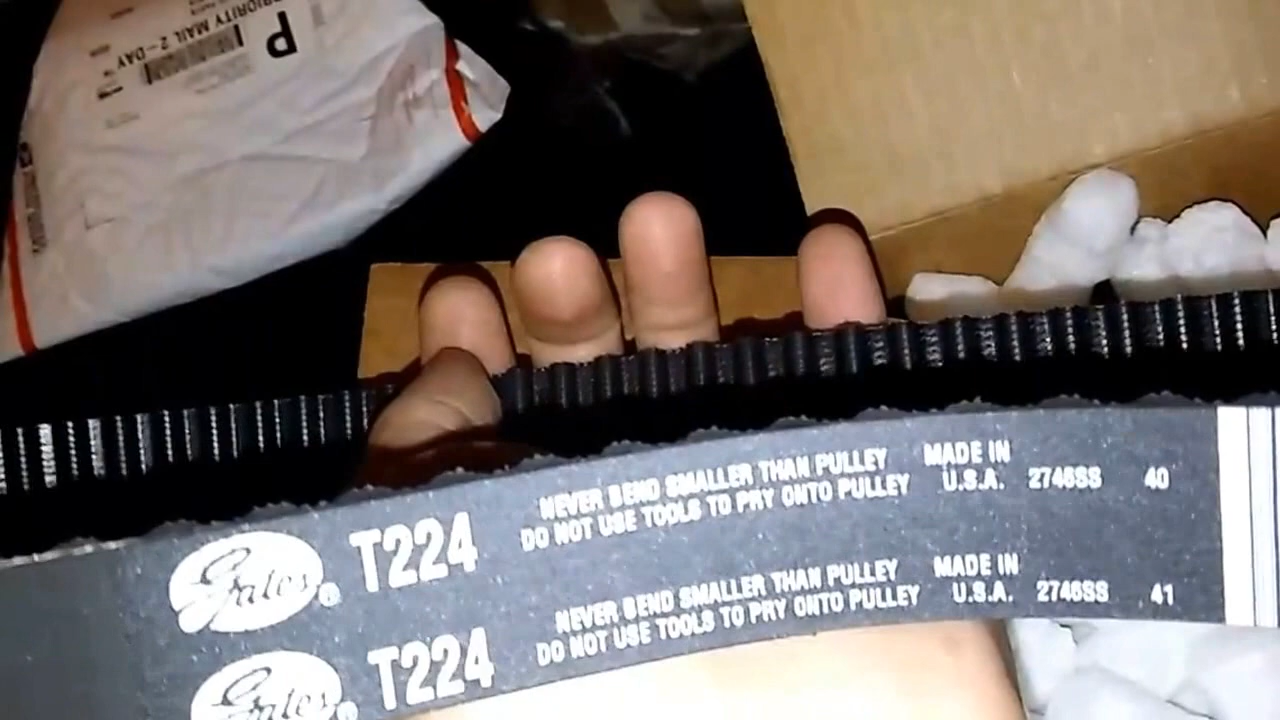 PRIORITY MAIL 2-DAY
P
NEVER BEND SMALLER THAN PULLEY MADE IN
Gates® T224 DO NOT USE TOOLS TO PRY ONTO PULLEY U.S.A. 2746SS 40
NEVER BEND SMALLER THAN PULLEY MADE IN
Gates® T224 DO NOT USE TOOLS TO PRY ONTO PULLEY U.S.A. 2746SS 41